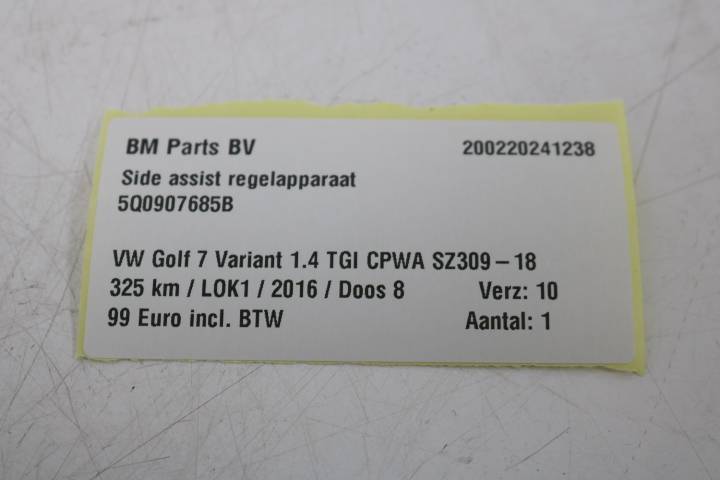 BM Parts BV 200220241238
Side assist regelapparaat
5Q0907685B
VW Golf 7 Variant 1.4 TGI CPWA SZ309-18
325 km / LOK1 / 2016 / Doos 8 Verz: 10
99 Euro incl. BTW Aantal: 1